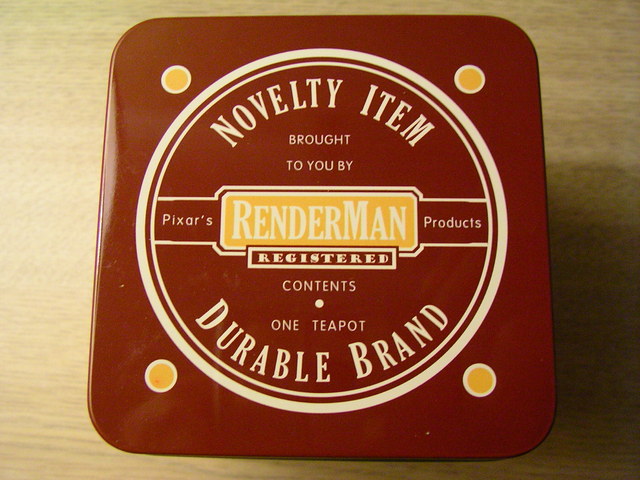 NOVELTY ITEM
BROUGHT
TO YOU BY
Pixar's RENDERMAN Products
REGISTERED
CONTENTS
ONE TEAPOT
DURABLE BRAND